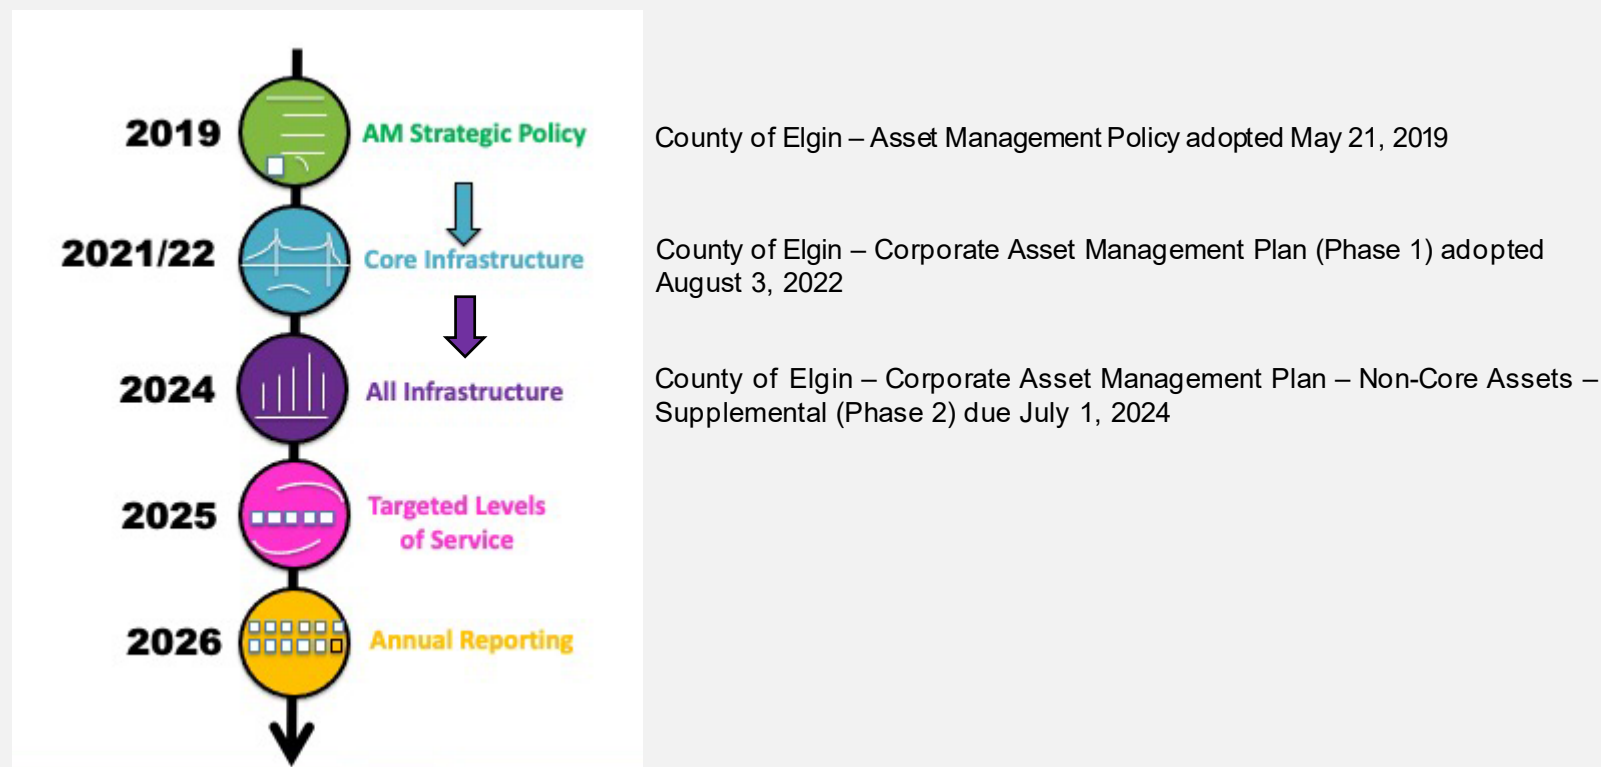 2019
AM Strategic Policy
County of Elgin – Asset Management Policy adopted May 21, 2019
2021/22
Core Infrastructure
County of Elgin – Corporate Asset Management Plan (Phase 1) adopted
August 3, 2022
2024
All Infrastructure
County of Elgin – Corporate Asset Management Plan – Non-Core Assets –
Supplemental (Phase 2) due July 1, 2024
2025
Targeted Levels
of Service
2026
Annual Reporting